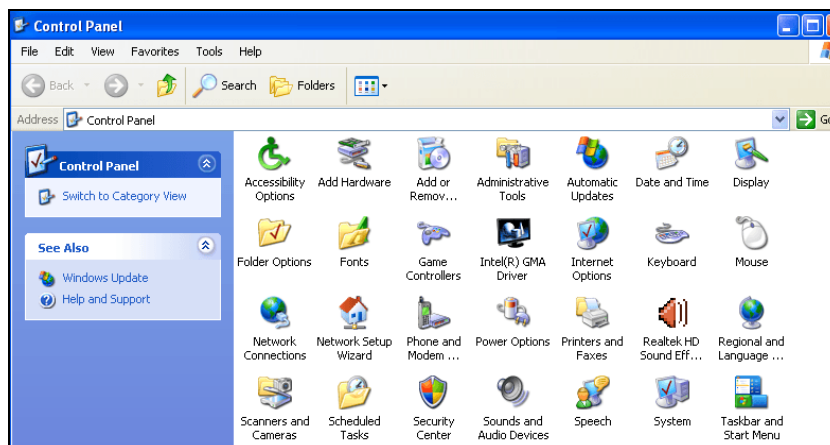 Control Panel
File Edit View Favorites Tools Help
Back Search Folders
Address Control Panel
Control Panel
Switch to Category View
See Also
Windows Update
Help and Support
Accessibility Options
Add Hardware
Add or Remov...
Administrative Tools
Automatic Updates
Date and Time
Display
Folder Options
Fonts
Game Controllers
Intel(R) GMA Driver
Internet Options
Keyboard
Mouse
Network Connections
Network Setup Wizard
Phone and Modem ...
Power Options
Printers and Faxes
Realtek HD Sound Eff...
Regional and Language ...
Scanners and Cameras
Scheduled Tasks
Security Center
Sounds and Audio Devices
Speech
System
Taskbar and Start Menu